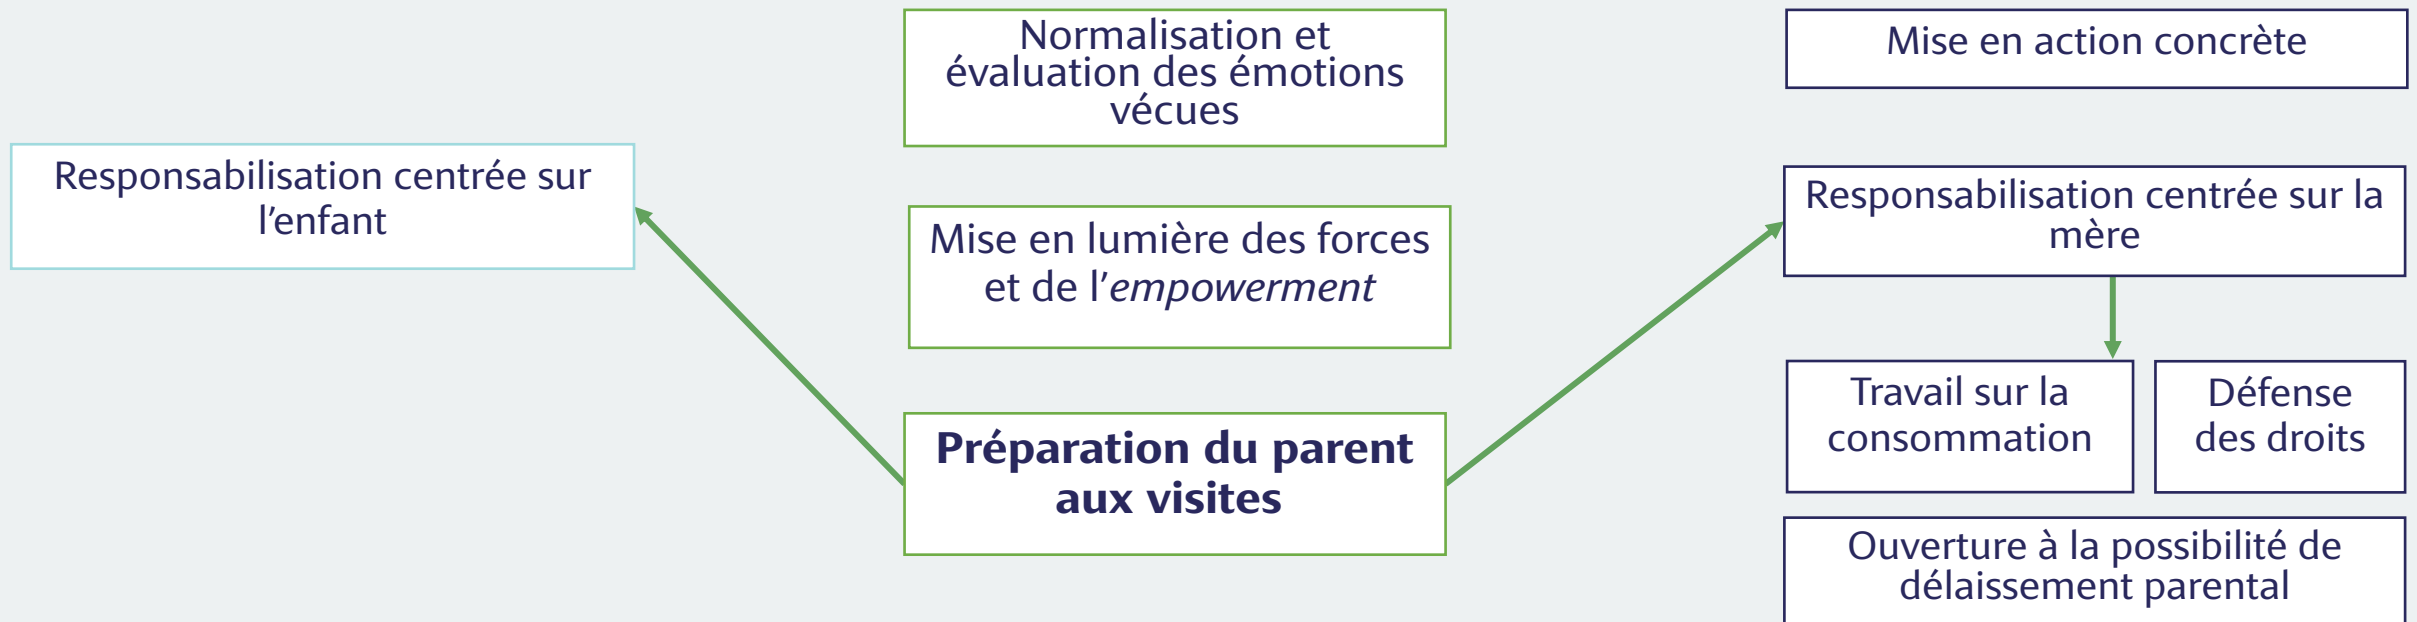 Normalisation et
évaluation des émotions
vécues
Mise en action concrète
Responsabilisation centrée sur
l'enfant
Mise en lumière des forces
et de l'empowerment
Responsabilisation centrée sur la
mère
Préparation du parent
aux visites
Travail sur la
consommation
Défense
des droits
Ouverture à la possibilité de
délaissement parental